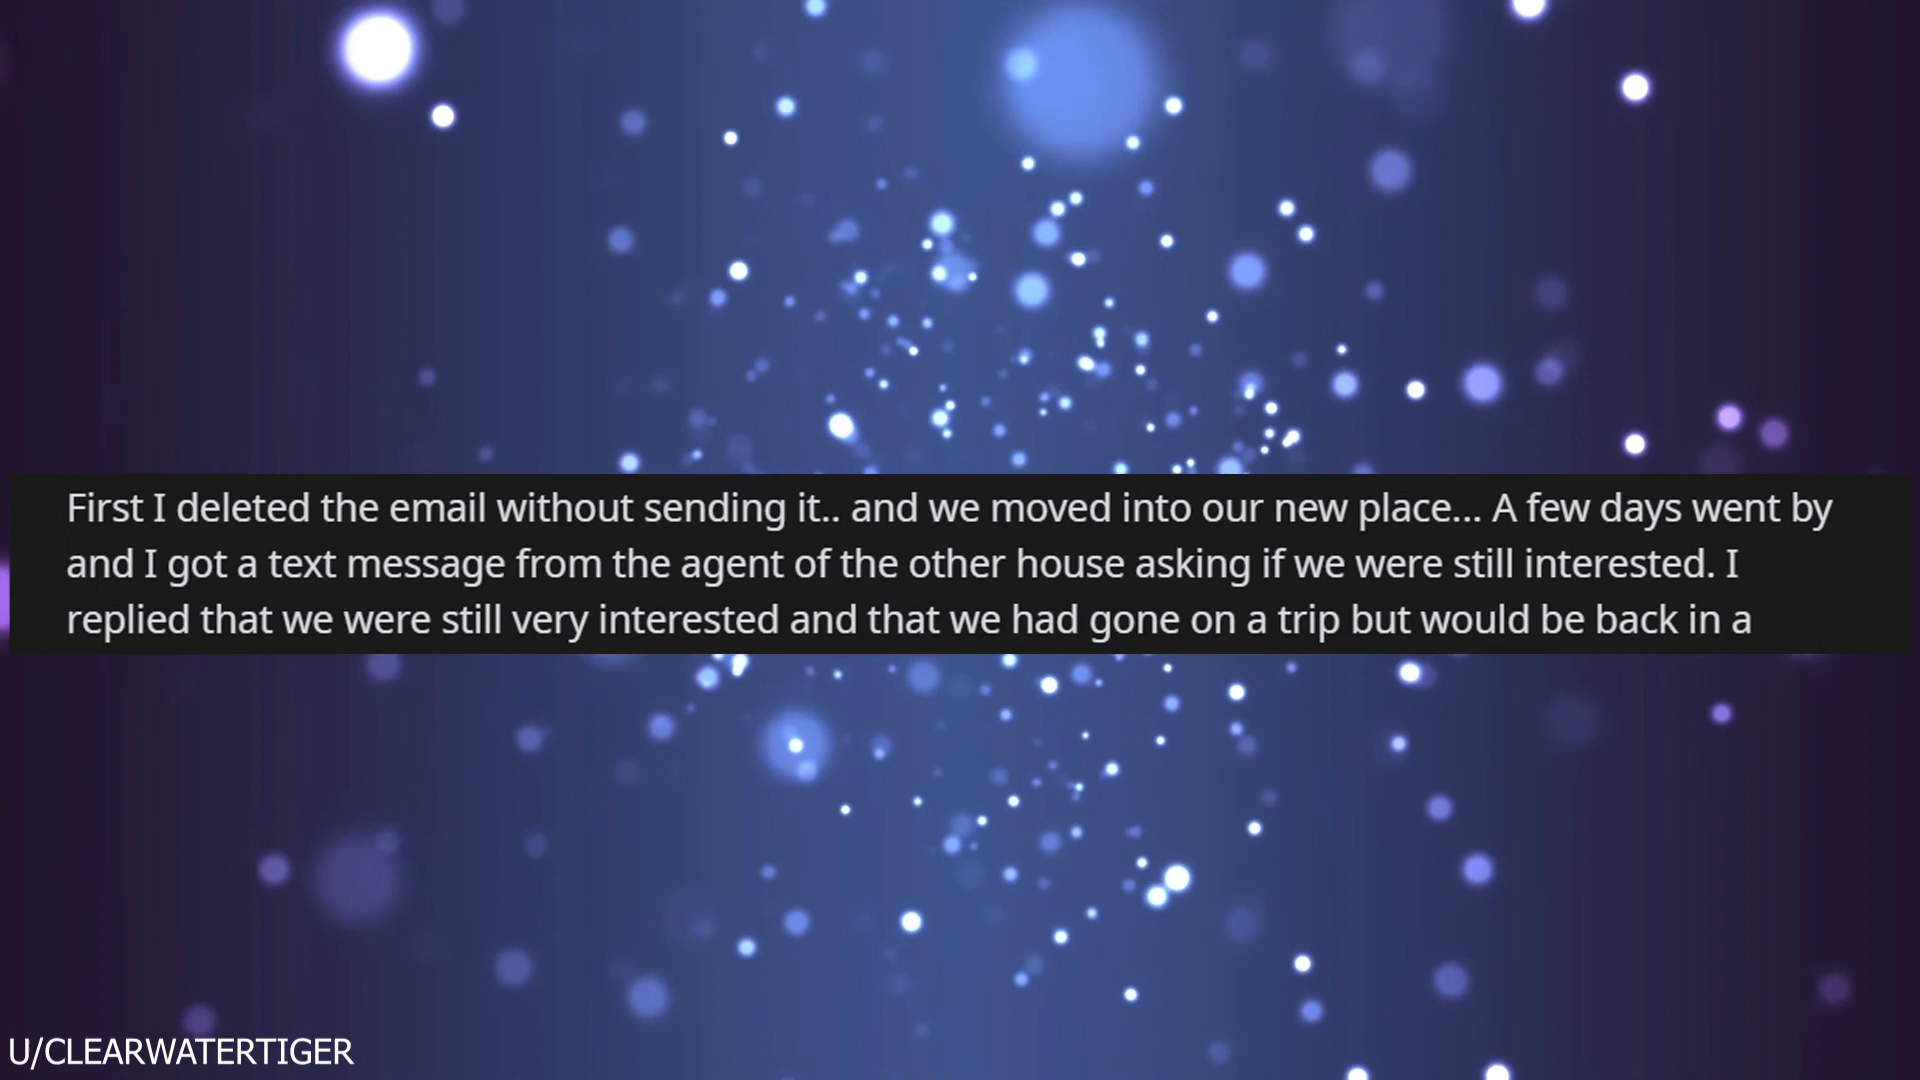 First I deleted the email without sending it.. and we moved into our new place... A few days went by
and I got a text message from the agent of the other house asking if we were still interested. I
replied that we were still very interested and that we had gone on a trip but would be back in a
U/CLEARWATERTIGER